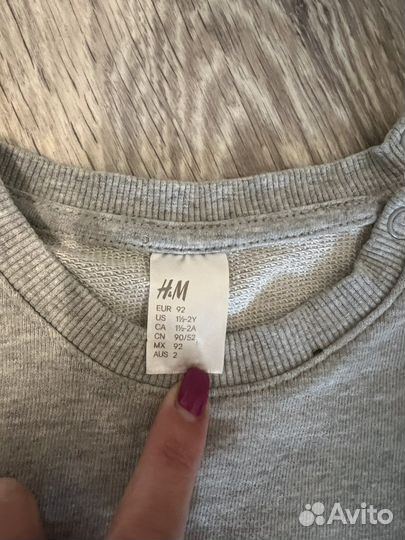 H&M
EUR 92
US 1½-2Y
CA 1½-2A
CN 90/52
MX 92
AUS 2
Avito